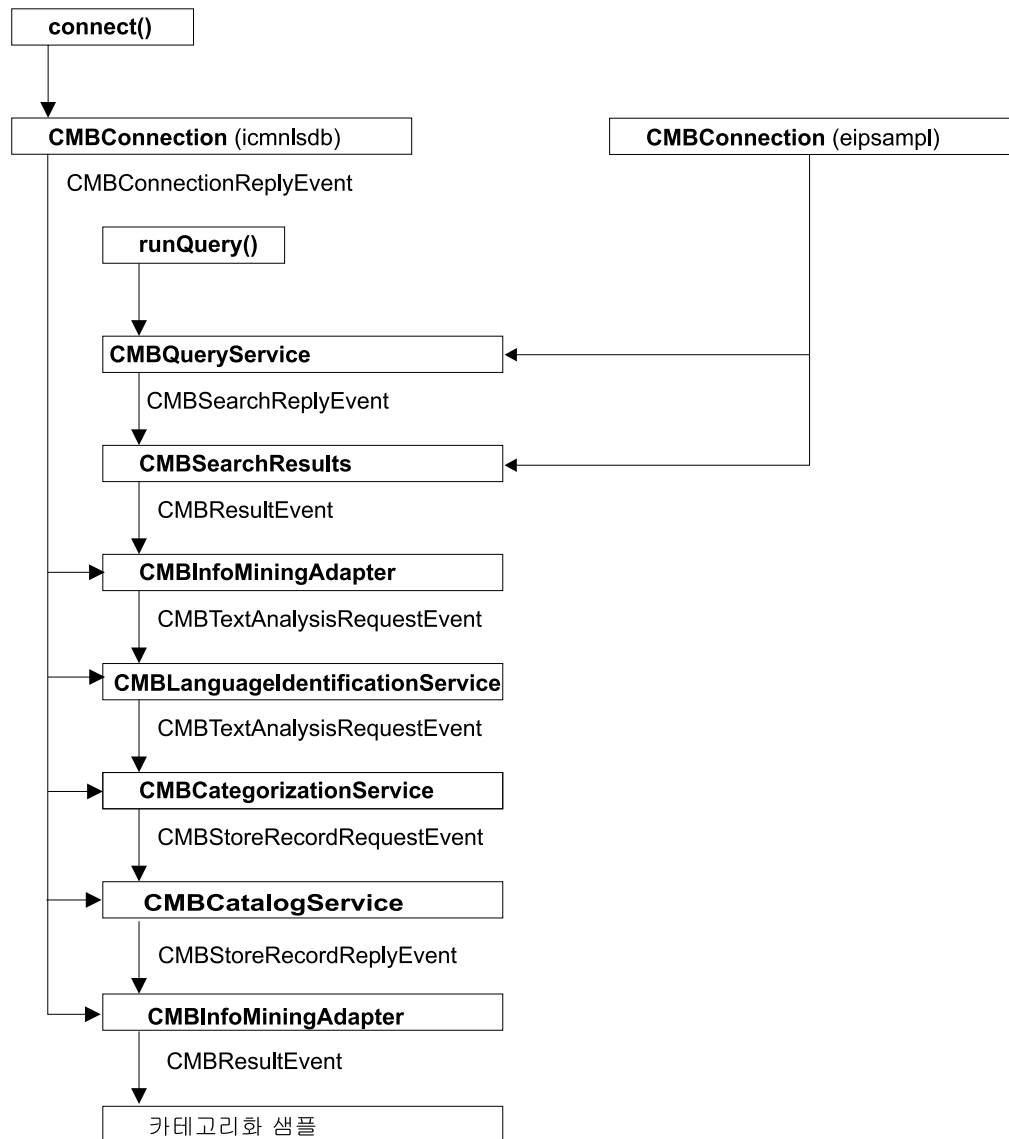 connect()
CMBConnection (icmnlsdb)
CMBConnection (eipsampl)
CMBConnectionReplyEvent
runQuery()
CMBQueryService
CMBSearchReplyEvent
CMBSearchResults
CMBResultEvent
CMBInfoMiningAdapter
CMBTextAnalysisRequestEvent
CMBLanguageIdentificationService
CMBTextAnalysisRequestEvent
CMBCategorizationService
CMBStoreRecordRequestEvent
CMBCatalogService
CMBStoreRecordReplyEvent
CMBInfoMiningAdapter
CMBResultEvent
카테고리화 샘플